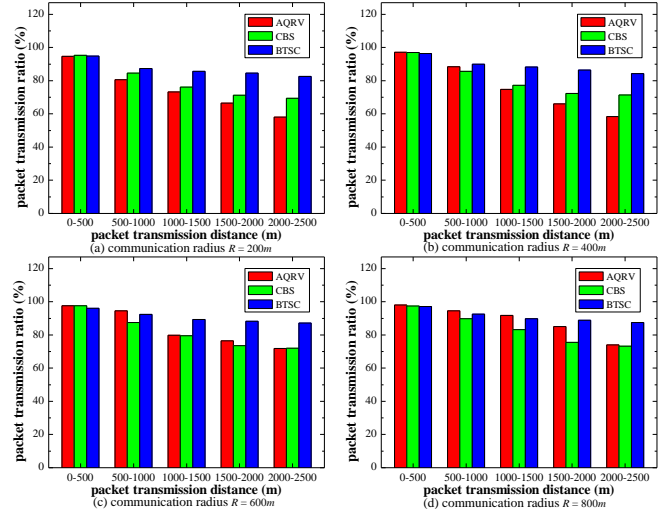 120
100
80
60
40
20
0
packet transmission ratio (%)
AQRV
CBS
BTSC
0-500 500-1000 1000-1500 1500-2000 2000-2500
packet transmission distance (m)
(a) communication radius R = 200m
120
100
80
60
40
20
0
packet transmission ratio (%)
AQRV
CBS
BTSC
0-500 500-1000 1000-1500 1500-2000 2000-2500
packet transmission distance (m)
(b) communication radius R = 400m
120
100
80
60
40
20
0
packet transmission ratio (%)
AQRV
CBS
BTSC
0-500 500-1000 1000-1500 1500-2000 2000-2500
packet transmission distance (m)
(c) communication radius R = 600m
120
100
80
60
40
20
0
packet transmission ratio (%)
AQRV
CBS
BTSC
0-500 500-1000 1000-1500 1500-2000 2000-2500
packet transmission distance (m)
(d) communication radius R = 800m